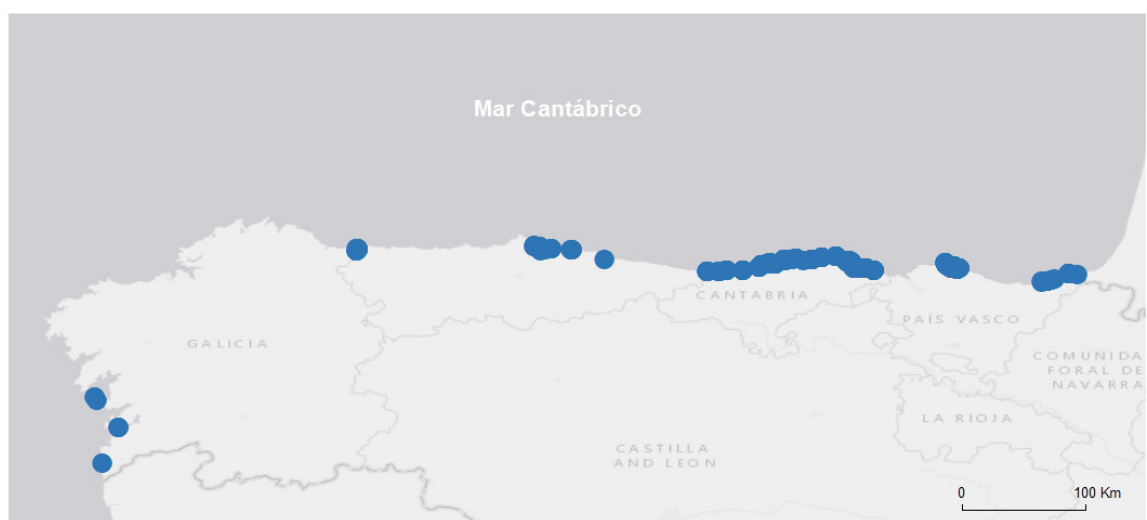 Mar Cantábrico
CANTABRIA
PAÍS VASCO
GALICIA
COMUNIDA
FORAL DE
NAVARRA
LA RIOJA
CASTILLA
AND LEON
0 100 Km